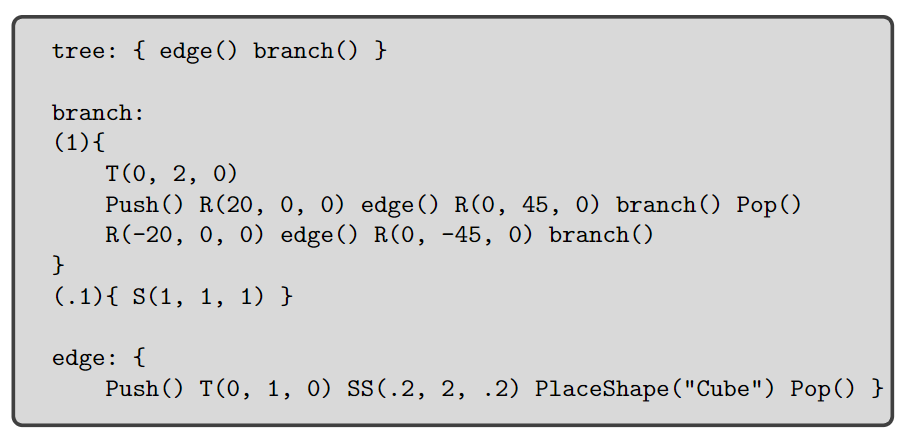 tree: { edge() branch() }
branch:
(1){
T(0, 2, 0)
Push() R(20, 0, 0) edge() R(0, 45, 0) branch() Pop()
R(-20, 0, 0) edge() R(0, -45, 0) branch()
}
(.1){ S(1, 1, 1) }
edge: {
Push() T(0, 1, 0) SS(.2, 2, .2) PlaceShape("Cube") Pop() }